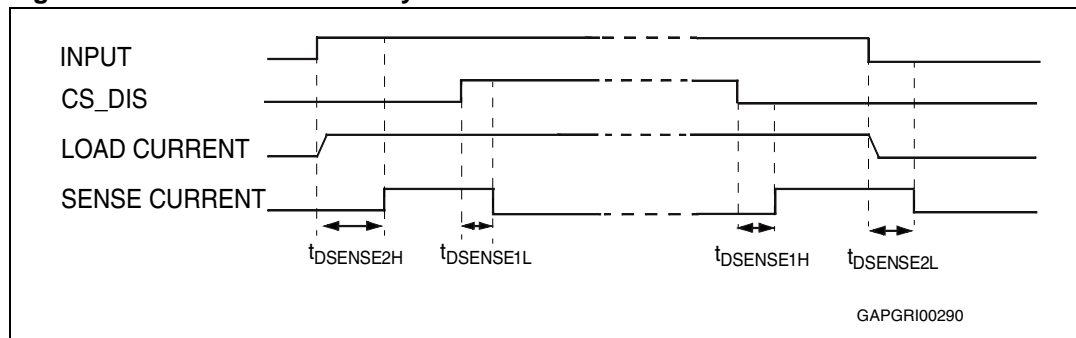 INPUT
CS_DIS
LOAD CURRENT
SENSE CURRENT
tDSENSE2H tDSENSE1L tDSENSE1H tDSENSE2L
GAPGRI00290